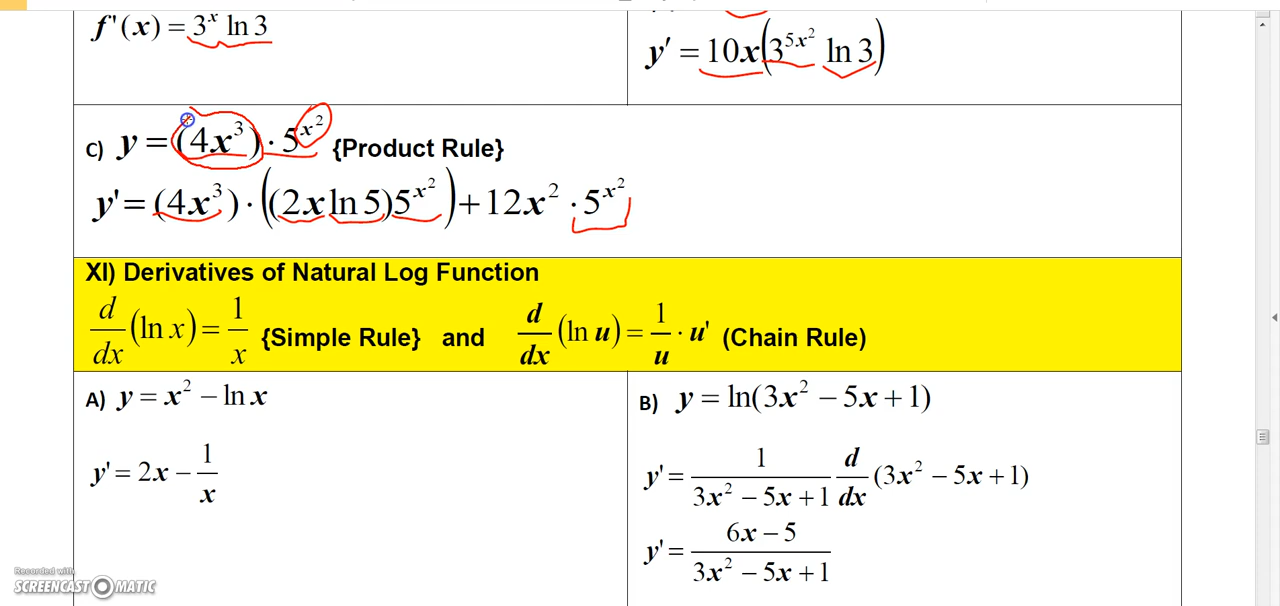 f'(x) = 3^x ln 3
y' = 10x(3^{5x^2} ln 3)
C) y = (4x^3) · 5^{x^2} {Product Rule}
y' = (4x^3) · ((2x ln 5)5^{x^2}) + 12x^2 · 5^{x^2}
XI) Derivatives of Natural Log Function
d/dx (ln x) = 1/x {Simple Rule} and d/dx (ln u) = 1/u · u' (Chain Rule)
A) y = x^2 − ln x
y' = 2x − 1/x
B) y = ln(3x^2 − 5x + 1)
y' = 1/(3x^2 − 5x + 1) d/dx (3x^2 − 5x + 1)
y' = (6x − 5)/(3x^2 − 5x + 1)
Recorded with
SCREENCAST O MATIC